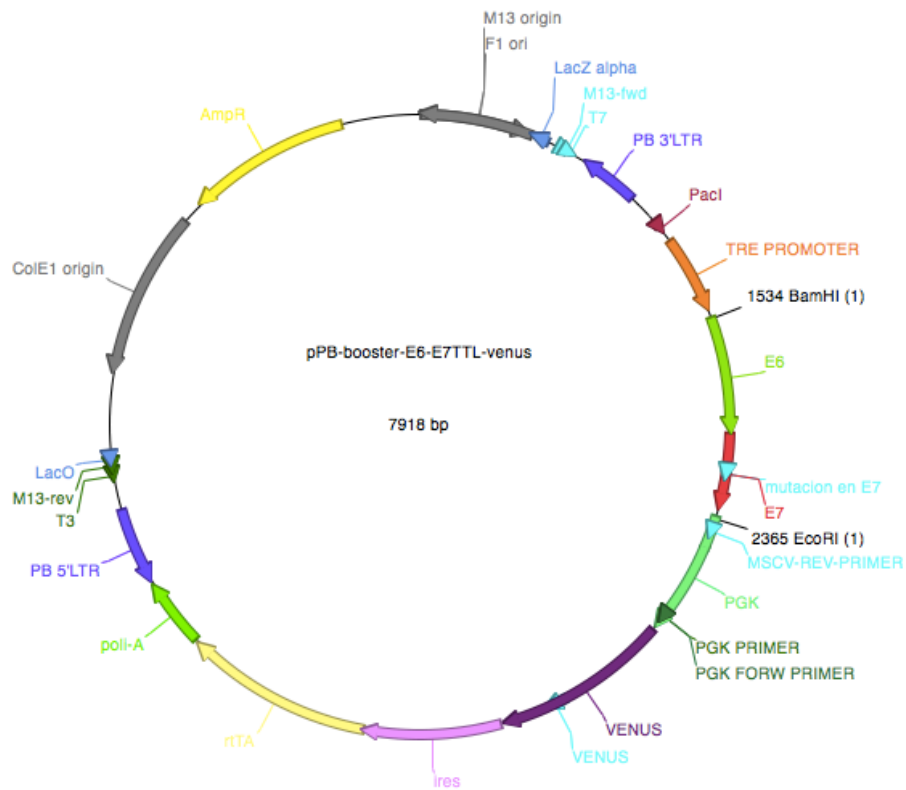 M13 origin
F1 ori
LacZ alpha
M13-fwd
T7
AmpR
PB 3'LTR
PacI
TRE PROMOTER
ColE1 origin
1534 BamHI (1)
pPB-booster-E6-E7TTL-venus
E6
7918 bp
LacO
mutacion en E7
M13-rev
E7
T3
2365 EcoRI (1)
MSCV-REV-PRIMER
PB 5'LTR
PGK
poli-A
PGK PRIMER
PGK FORW PRIMER
VENUS
rtTA
VENUS
ires